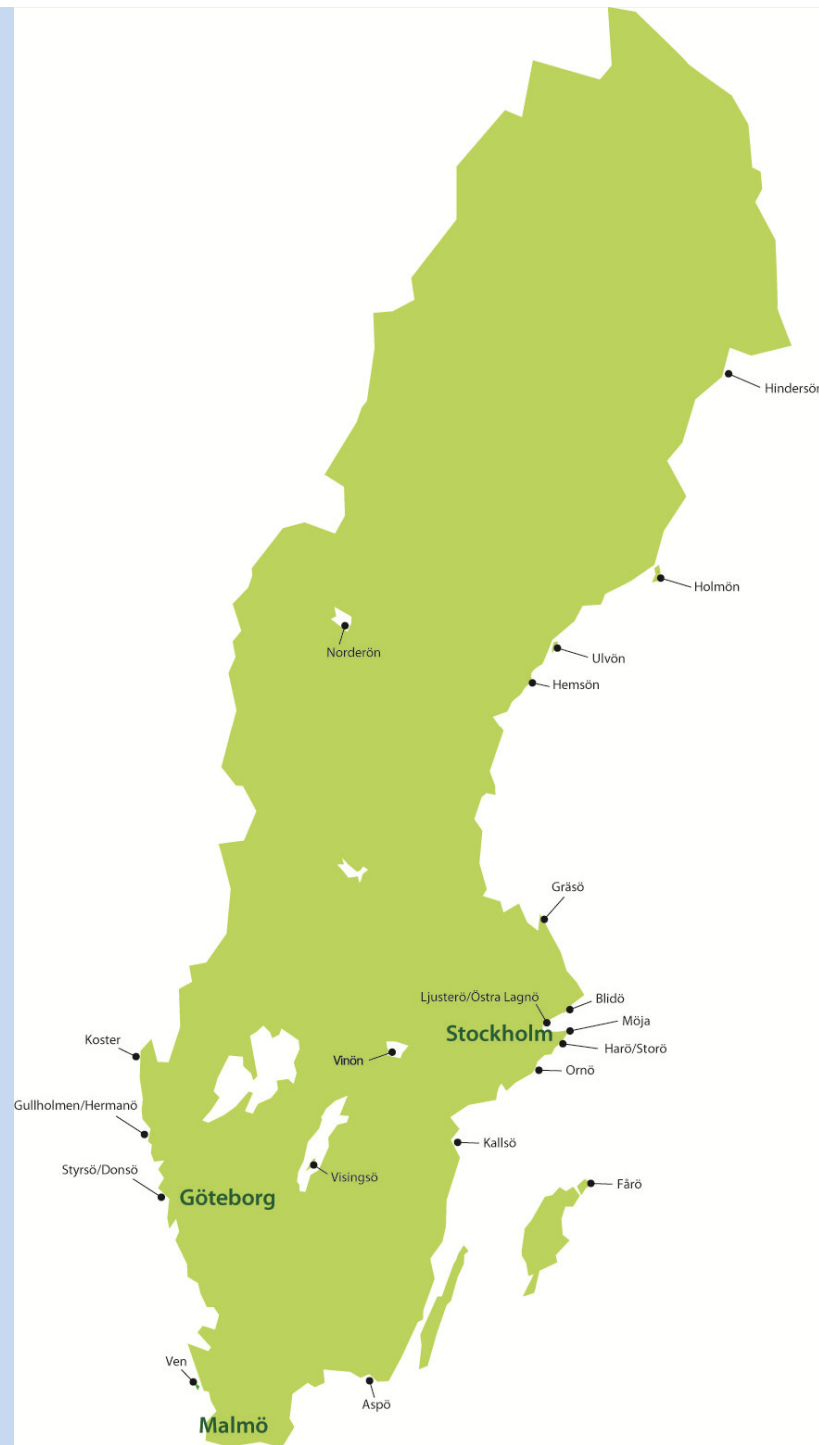 Hindersön
Holmön
Norderön
Ulvön
Hemsön
Gräsö
Ljusterö/Östra Lagnö
Blidö
Möja
Stockholm
Koster
Harö/Storö
Vinön
Ornö
Gullholmen/Hermanö
Kallsö
Styrsö/Donsö
Visingsö
Fårö
Göteborg
Ven
Aspö
Malmö